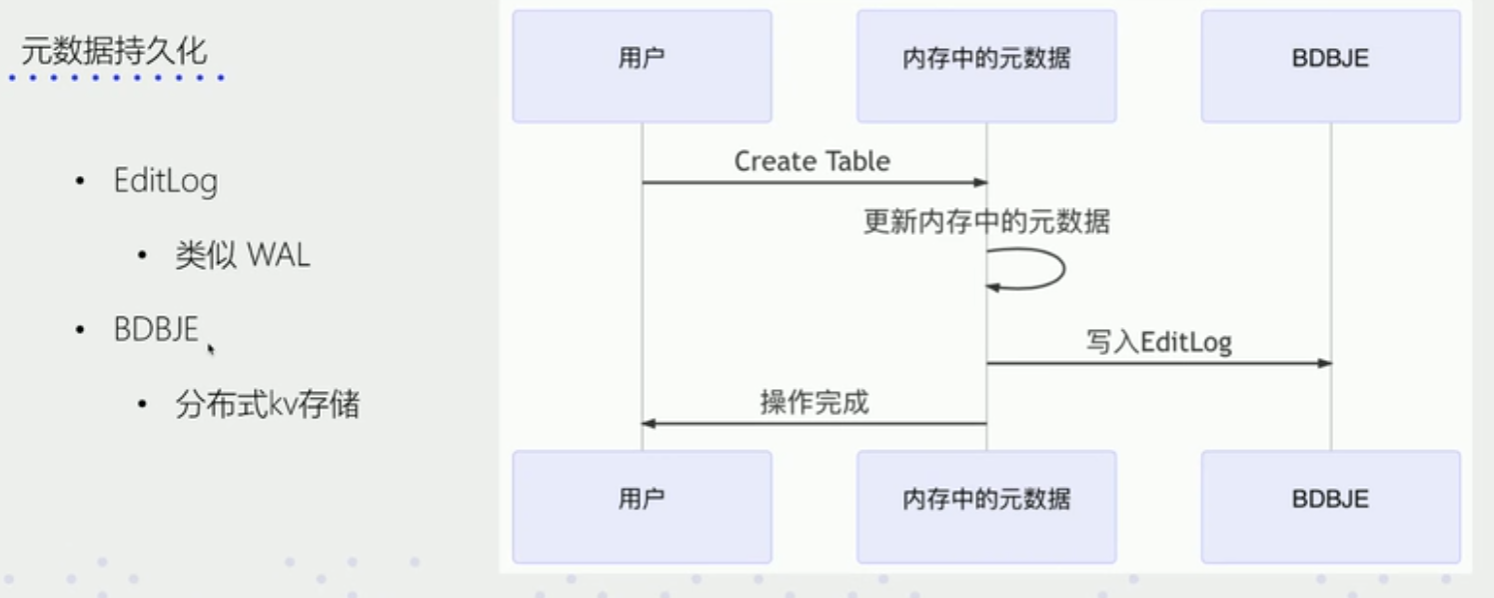 元数据持久化
EditLog
类似 WAL
BDBJE
分布式kv存储
用户
内存中的元数据
BDBJE
Create Table
更新内存中的元数据
写入EditLog
操作完成
用户
内存中的元数据
BDBJE